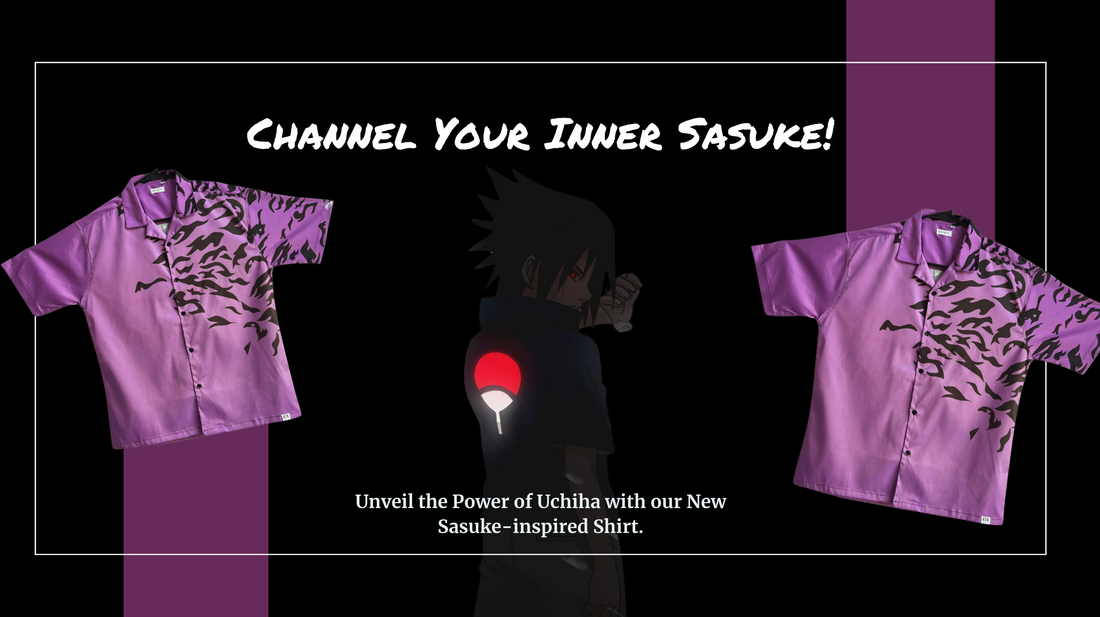 Channel Your Inner Sasuke!
Unveil the Power of Uchiha with our New
Sasuke-inspired Shirt.